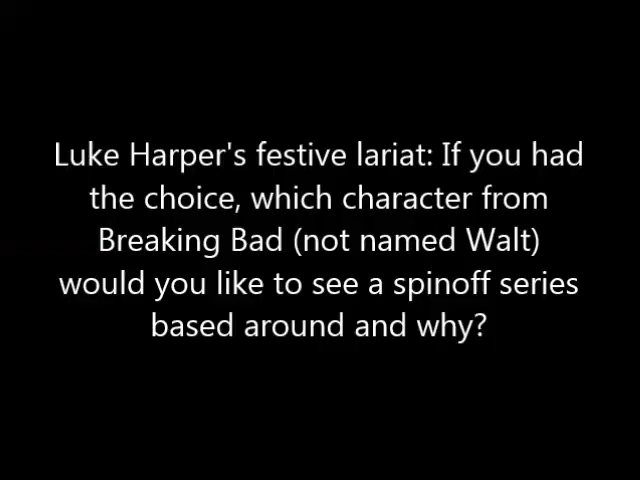 Luke Harper's festive lariat: If you had
the choice, which character from
Breaking Bad (not named Walt)
would you like to see a spinoff series
based around and why?